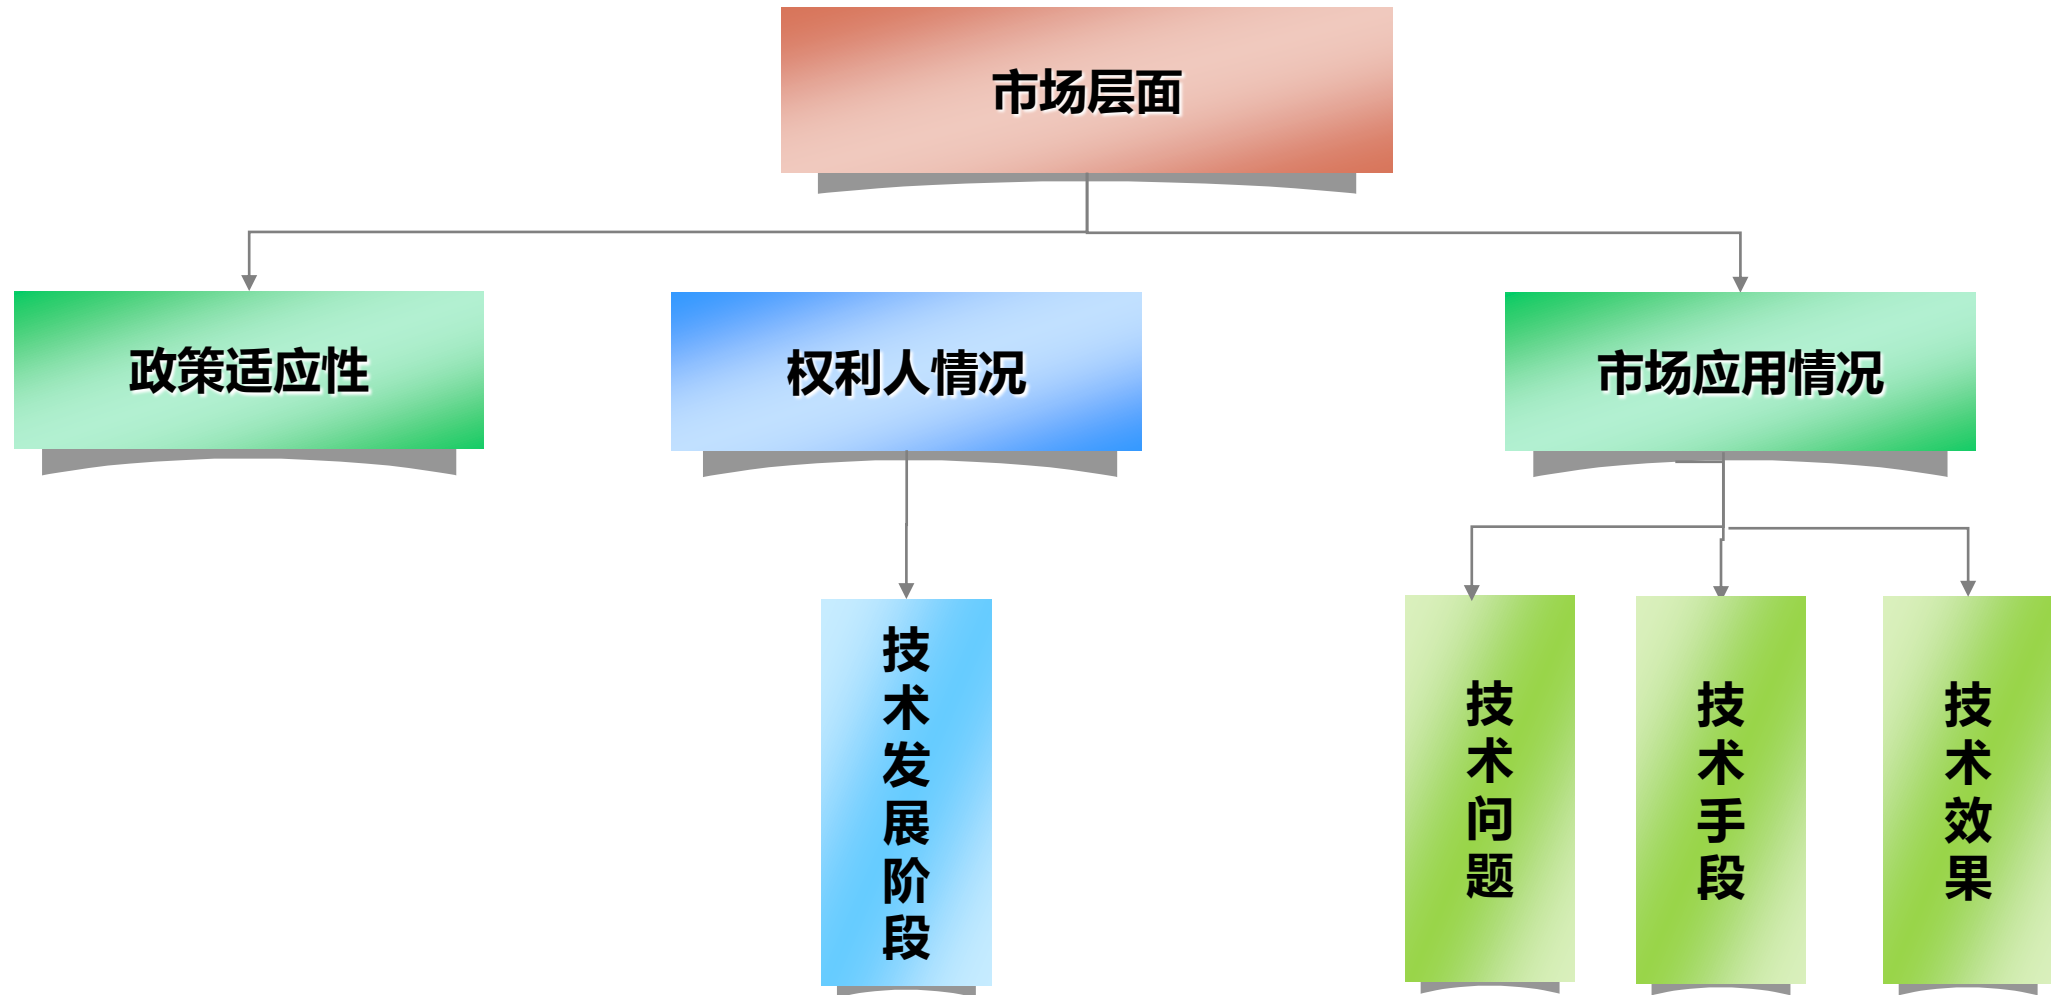 市场层面
政策适应性
权利人情况
市场应用情况
技术发展阶段
技术问题
技术手段
技术效果